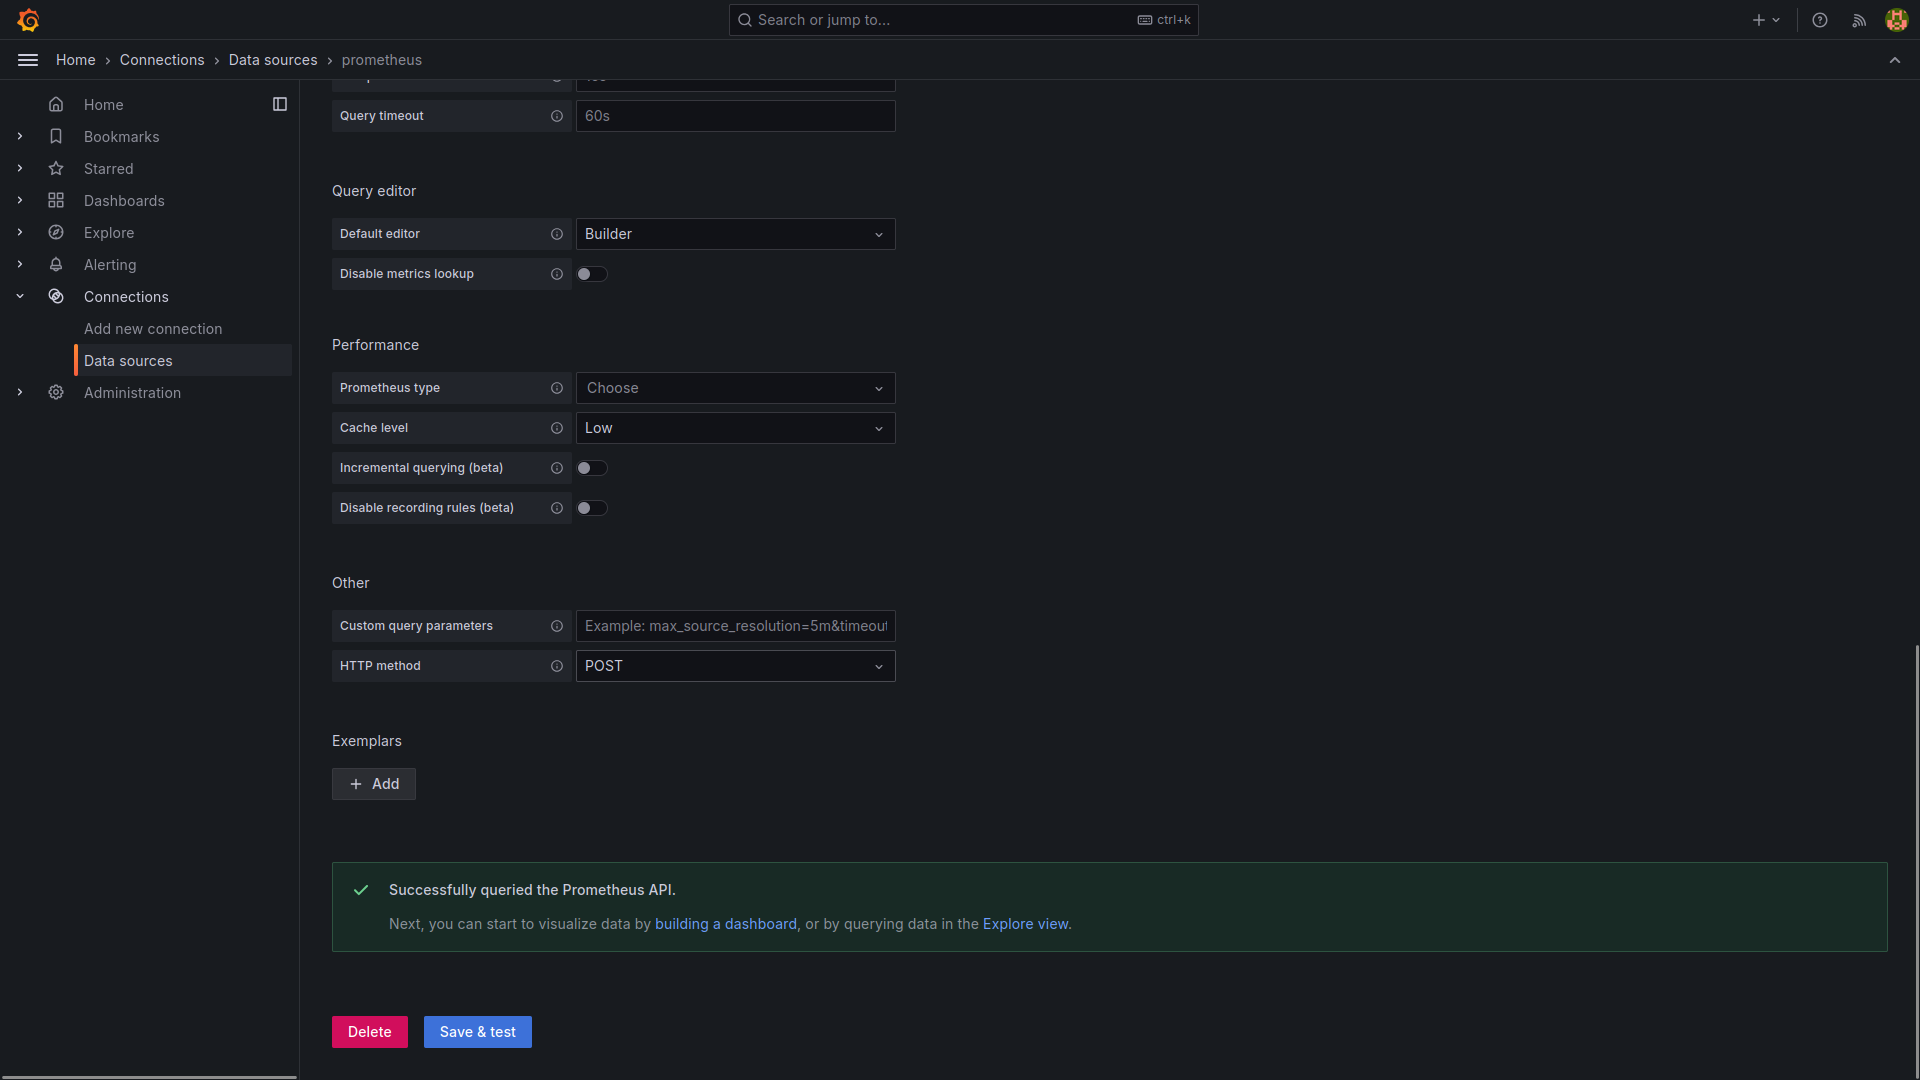 Search or jump to...
ctrl+k
Home
Connections
Data sources
prometheus
Home
Bookmarks
Starred
Dashboards
Explore
Alerting
Connections
Add new connection
Data sources
Administration
Query timeout
60s
Query editor
Default editor
Builder
Disable metrics lookup
Performance
Prometheus type
Choose
Cache level
Low
Incremental querying (beta)
Disable recording rules (beta)
Other
Custom query parameters
Example: max_source_resolution=5m&timeout
HTTP method
POST
Exemplars
Add
Successfully queried the Prometheus API.
Next, you can start to visualize data by building a dashboard, or by querying data in the Explore view.
Delete
Save & test